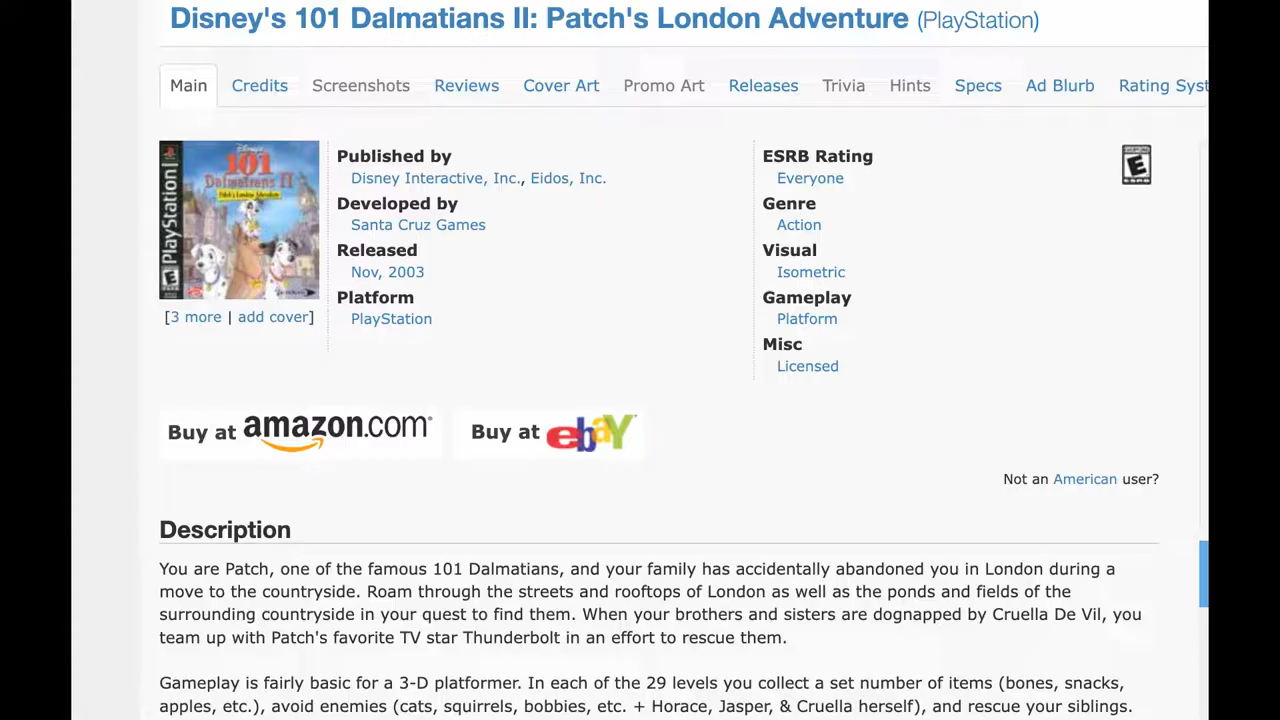 Disney's 101 Dalmatians II: Patch's London Adventure (PlayStation)
Main Credits Screenshots Reviews Cover Art Promo Art Releases Trivia Hints Specs Ad Blurb Rating Syst
PlayStation
Disney's
101
Dalmatians II
Patch's London Adventure
[3 more | add cover]
Published by
Disney Interactive, Inc., Eidos, Inc.
Developed by
Santa Cruz Games
Released
Nov, 2003
Platform
PlayStation
ESRB Rating
Everyone
Genre
Action
Visual
Isometric
Gameplay
Platform
Misc
Licensed
E
Buy at amazon.com
Buy at ebay
Not an American user?
Description
You are Patch, one of the famous 101 Dalmatians, and your family has accidentally abandoned you in London during a
move to the countryside. Roam through the streets and rooftops of London as well as the ponds and fields of the
surrounding countryside in your quest to find them. When your brothers and sisters are dognapped by Cruella De Vil, you
team up with Patch's favorite TV star Thunderbolt in an effort to rescue them.
Gameplay is fairly basic for a 3-D platformer. In each of the 29 levels you collect a set number of items (bones, snacks,
apples, etc.), avoid enemies (cats, squirrels, bobbies, etc. + Horace, Jasper, & Cruella herself), and rescue your siblings.